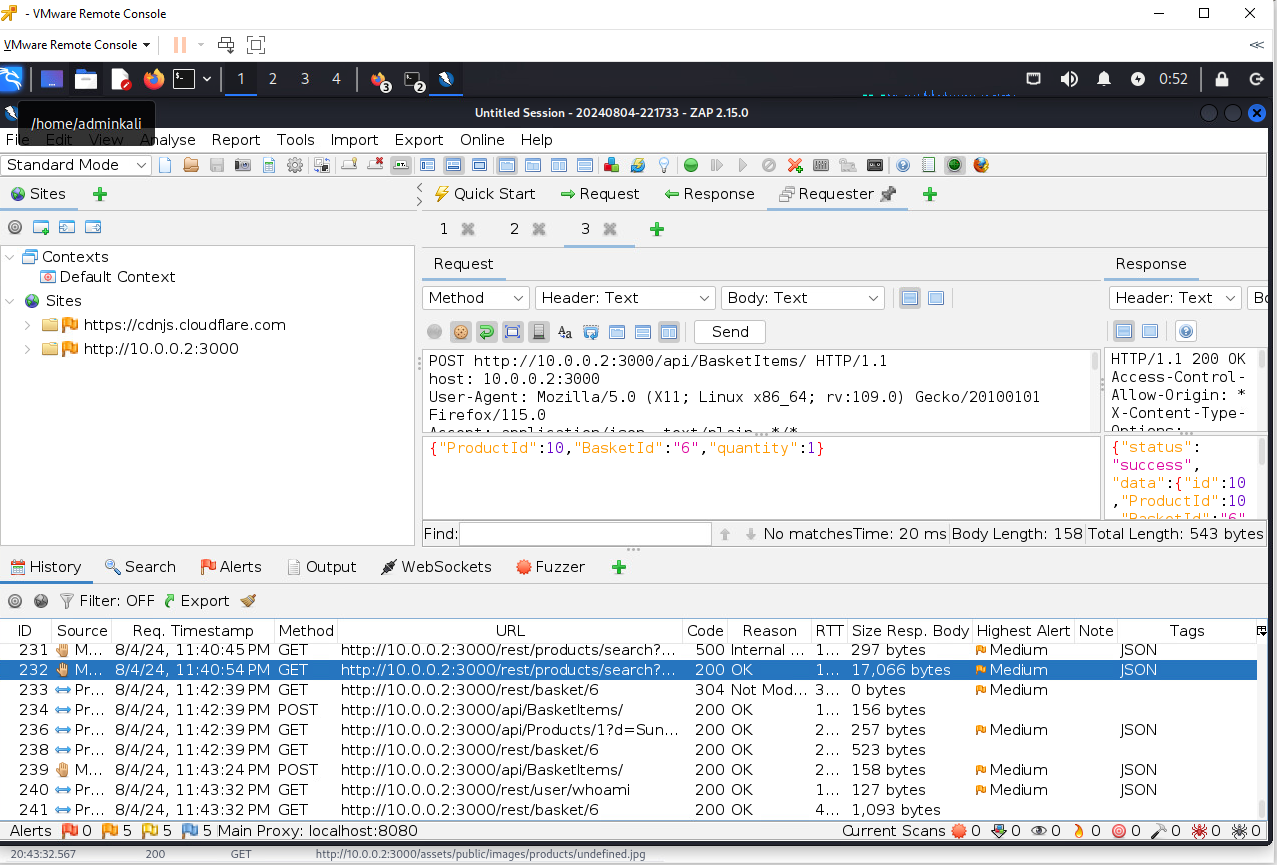 - VMware Remote Console
VMware Remote Console
1 2 3 4 3 2 0:52
Untitled Session - 20240804-221733 - ZAP 2.15.0
/home/adminkali
File Edit View Analyse Report Tools Import Export Online Help
Standard Mode
Sites
Quick Start Request Response Requester
1 2 3
Contexts
Default Context
Sites
https://cdnjs.cloudflare.com
http://10.0.0.2:3000
Request
Method Header: Text Body: Text
Send
POST http://10.0.0.2:3000/api/BasketItems/ HTTP/1.1
host: 10.0.0.2:3000
User-Agent: Mozilla/5.0 (X11; Linux x86_64; rv:109.0) Gecko/20100101
Firefox/115.0
Accept: application/json, text/plain, */*
{"ProductId":10,"BasketId":"6","quantity":1}
Response
Header: Text Bo
HTTP/1.1 200 OK
Access-Control-
Allow-Origin: *
X-Content-Type-
Options:
{"status":
"success",
"data":{"id":10
,"ProductId":10
,"BasketId":"6"
Find: No matches Time: 20 ms Body Length: 158 Total Length: 543 bytes
History Search Alerts Output WebSockets Fuzzer
Filter: OFF Export
ID Source Req. Timestamp Method URL Code Reason RTT Size Resp. Body Highest Alert Note Tags
231 M... 8/4/24, 11:40:45 PM GET http://10.0.0.2:3000/rest/products/search?... 500 Internal ... 1... 297 bytes Medium JSON
232 M... 8/4/24, 11:40:54 PM GET http://10.0.0.2:3000/rest/products/search?... 200 OK 1... 17,066 bytes Medium JSON
233 Pr... 8/4/24, 11:42:39 PM GET http://10.0.0.2:3000/rest/basket/6 304 Not Mod... 3... 0 bytes Medium
234 Pr... 8/4/24, 11:42:39 PM POST http://10.0.0.2:3000/api/BasketItems/ 200 OK 1... 156 bytes
236 Pr... 8/4/24, 11:42:39 PM GET http://10.0.0.2:3000/api/Products/1?d=Sun... 200 OK 2... 257 bytes Medium JSON
238 Pr... 8/4/24, 11:42:39 PM GET http://10.0.0.2:3000/rest/basket/6 200 OK 2... 523 bytes
239 M... 8/4/24, 11:43:24 PM POST http://10.0.0.2:3000/api/BasketItems/ 200 OK 2... 158 bytes Medium JSON
240 Pr... 8/4/24, 11:43:32 PM GET http://10.0.0.2:3000/rest/user/whoami 200 OK 1... 127 bytes Medium JSON
241 Pr... 8/4/24, 11:43:32 PM GET http://10.0.0.2:3000/rest/basket/6 200 OK 4... 1,093 bytes
Alerts 0 5 5 5 Main Proxy: localhost:8080 Current Scans 0 0 0 0 0 0 0 0
20:43:32.567 200 GET http://10.0.0.2:3000/assets/public/images/products/undefined.jpg